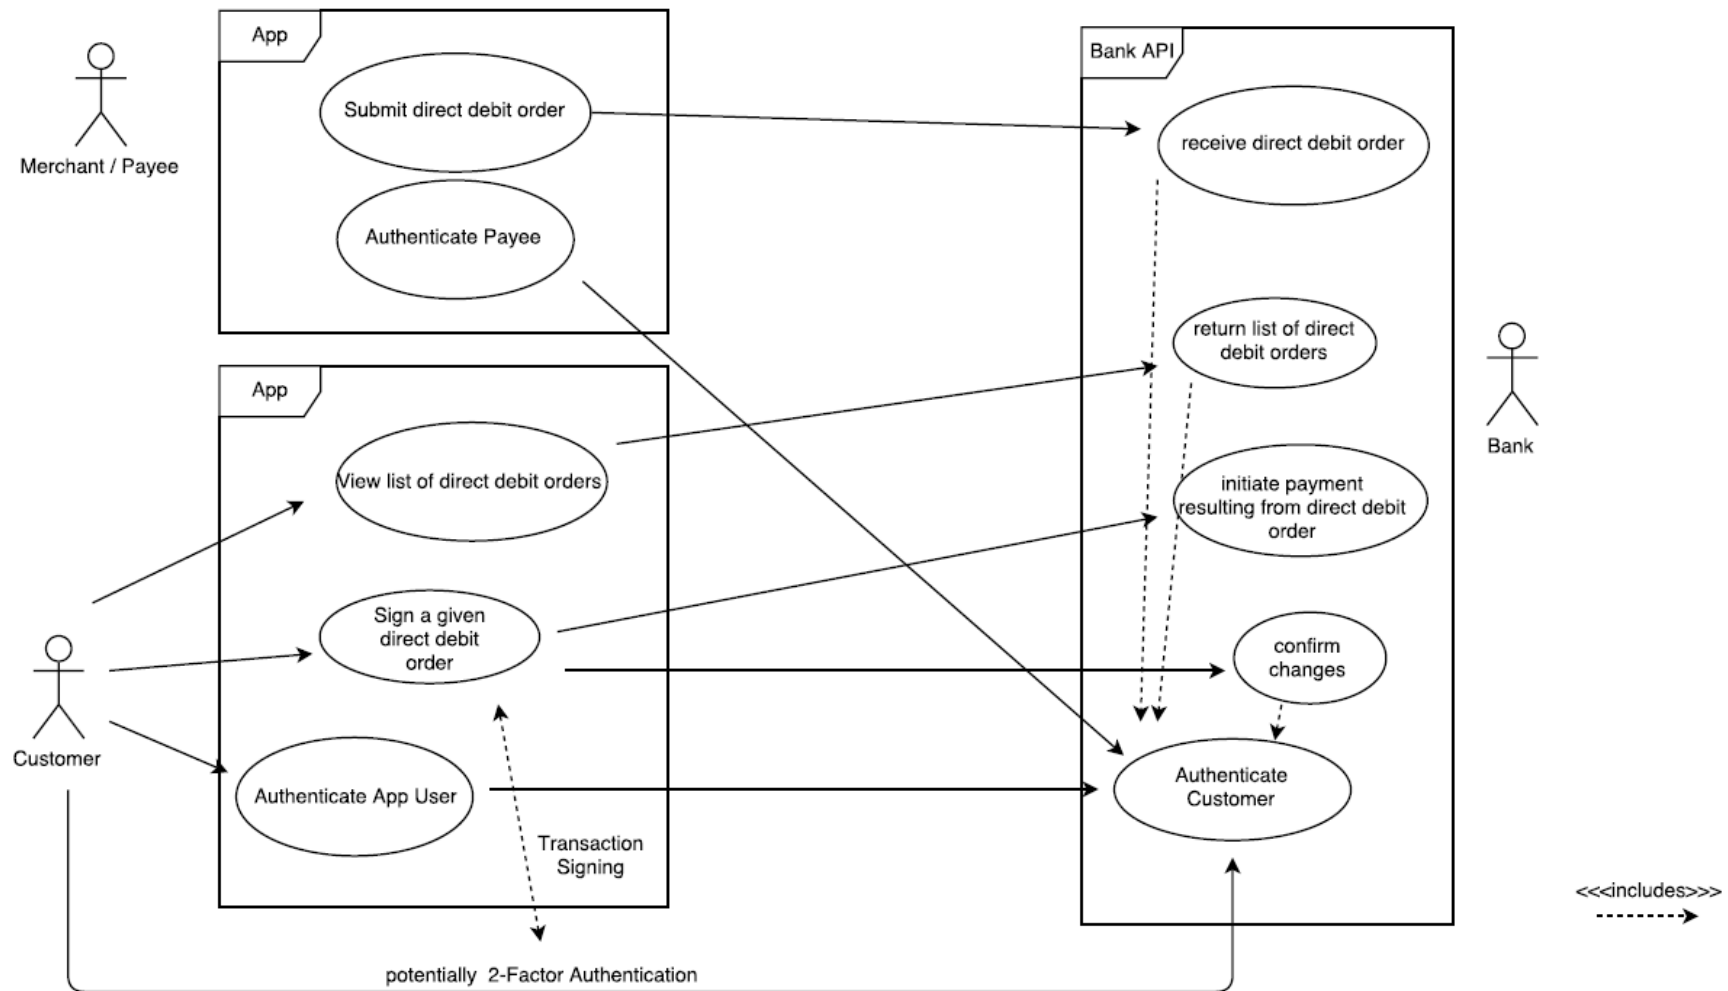 App
Submit direct debit order
Merchant / Payee
Authenticate Payee
Bank API
receive direct debit order
return list of direct
debit orders
Bank
initiate payment
resulting from direct debit
order
confirm
changes
Authenticate
Customer
App
View list of direct debit orders
Sign a given
direct debit
order
Customer
Authenticate App User
Transaction
Signing
potentially 2-Factor Authentication
<<<includes>>>